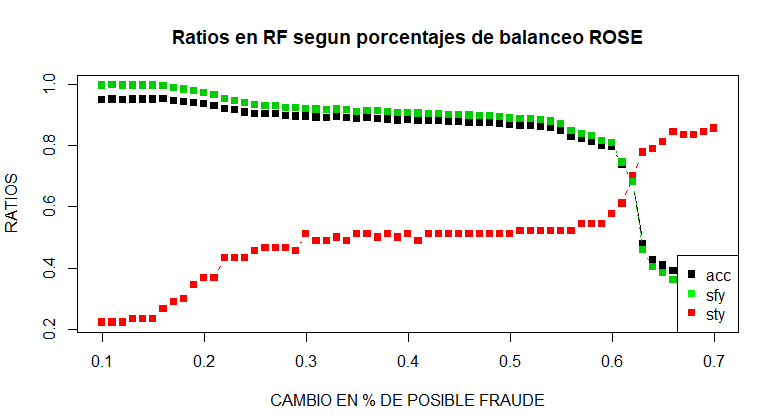 Ratios en RF segun porcentajes de balanceo ROSE
RATIOS
1.0
0.8
0.6
0.4
0.2
acc
sfy
sty
0.1 0.2 0.3 0.4 0.5 0.6 0.7
CAMBIO EN % DE POSIBLE FRAUDE